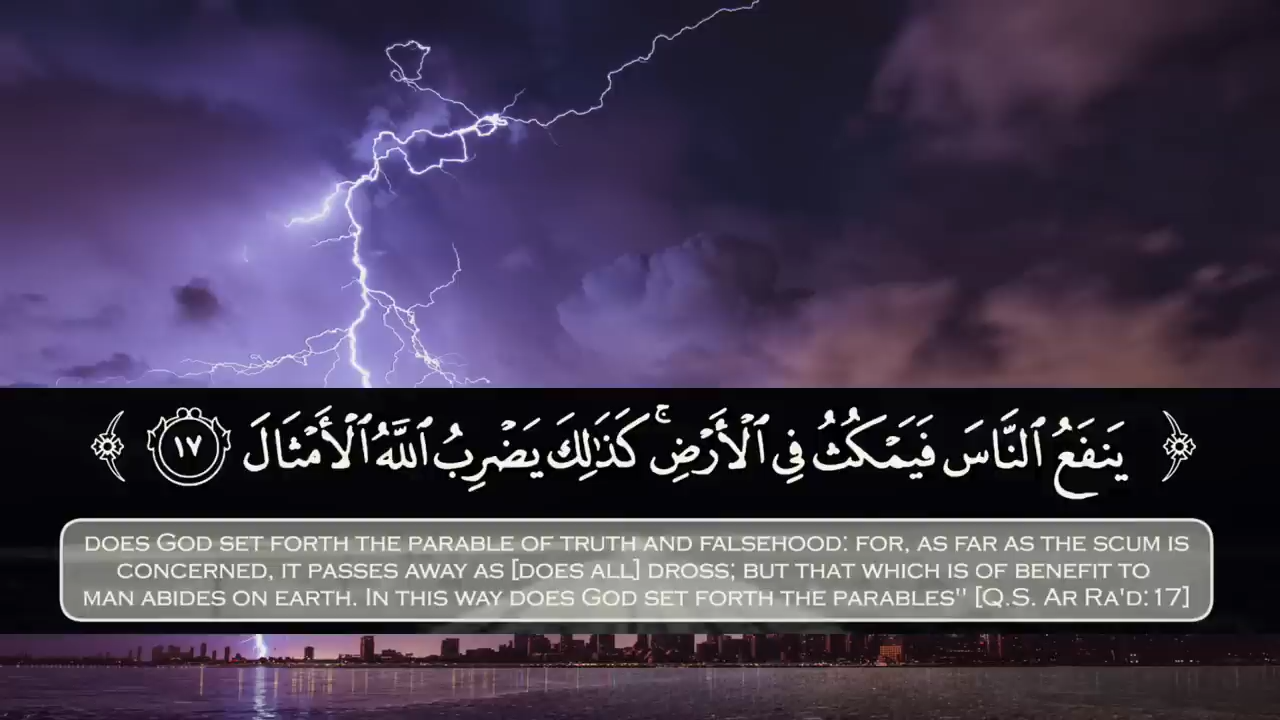 ﴿ يَنفَعُ ٱلنَّاسَ فَيَمْكُثُ فِي ٱلْأَرْضِ ۚ كَذَٰلِكَ يَضْرِبُ ٱللَّهُ ٱلْأَمْثَالَ ١٧ ﴾
DOES GOD SET FORTH THE PARABLE OF TRUTH AND FALSEHOOD: FOR, AS FAR AS THE SCUM IS
CONCERNED, IT PASSES AWAY AS [DOES ALL] DROSS; BUT THAT WHICH IS OF BENEFIT TO
MAN ABIDES ON EARTH. IN THIS WAY DOES GOD SET FORTH THE PARABLES" [Q.S. AR RA'D:17]